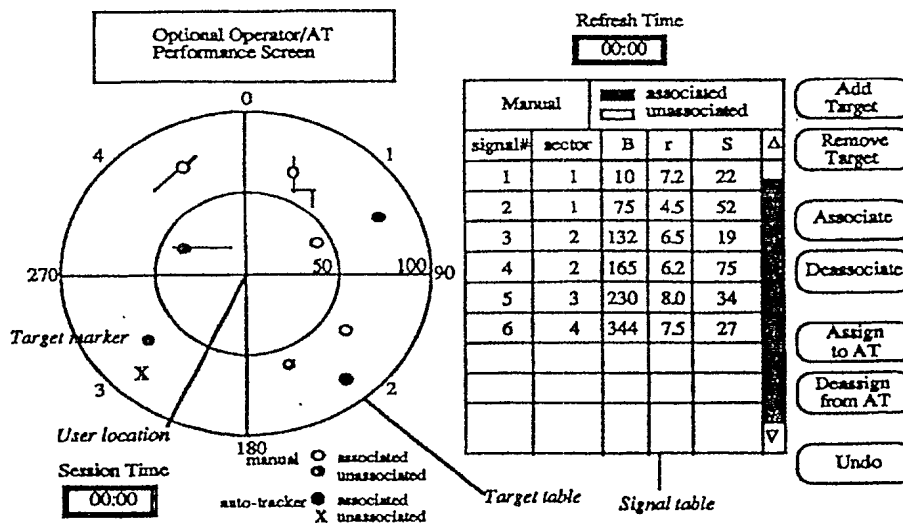 Optional Operator/AT
Performance Screen
Refresh Time
00:00
Manual
associated
unassociated
signal# sector B r S
1 1 10 7.2 22
2 1 75 4.5 52
3 2 132 6.5 19
4 2 165 6.2 75
5 3 230 8.0 34
6 4 344 7.5 27
Add
Target
Remove
Target
Associate
Deassociate
Assign
to AT
Deassign
from AT
Undo
0
4
1
270
50
100
90
Target marker
X
3
2
User location
180
Session Time
00:00
manual associated
unassociated
auto-tracker associated
X unassociated
Target table
Signal table